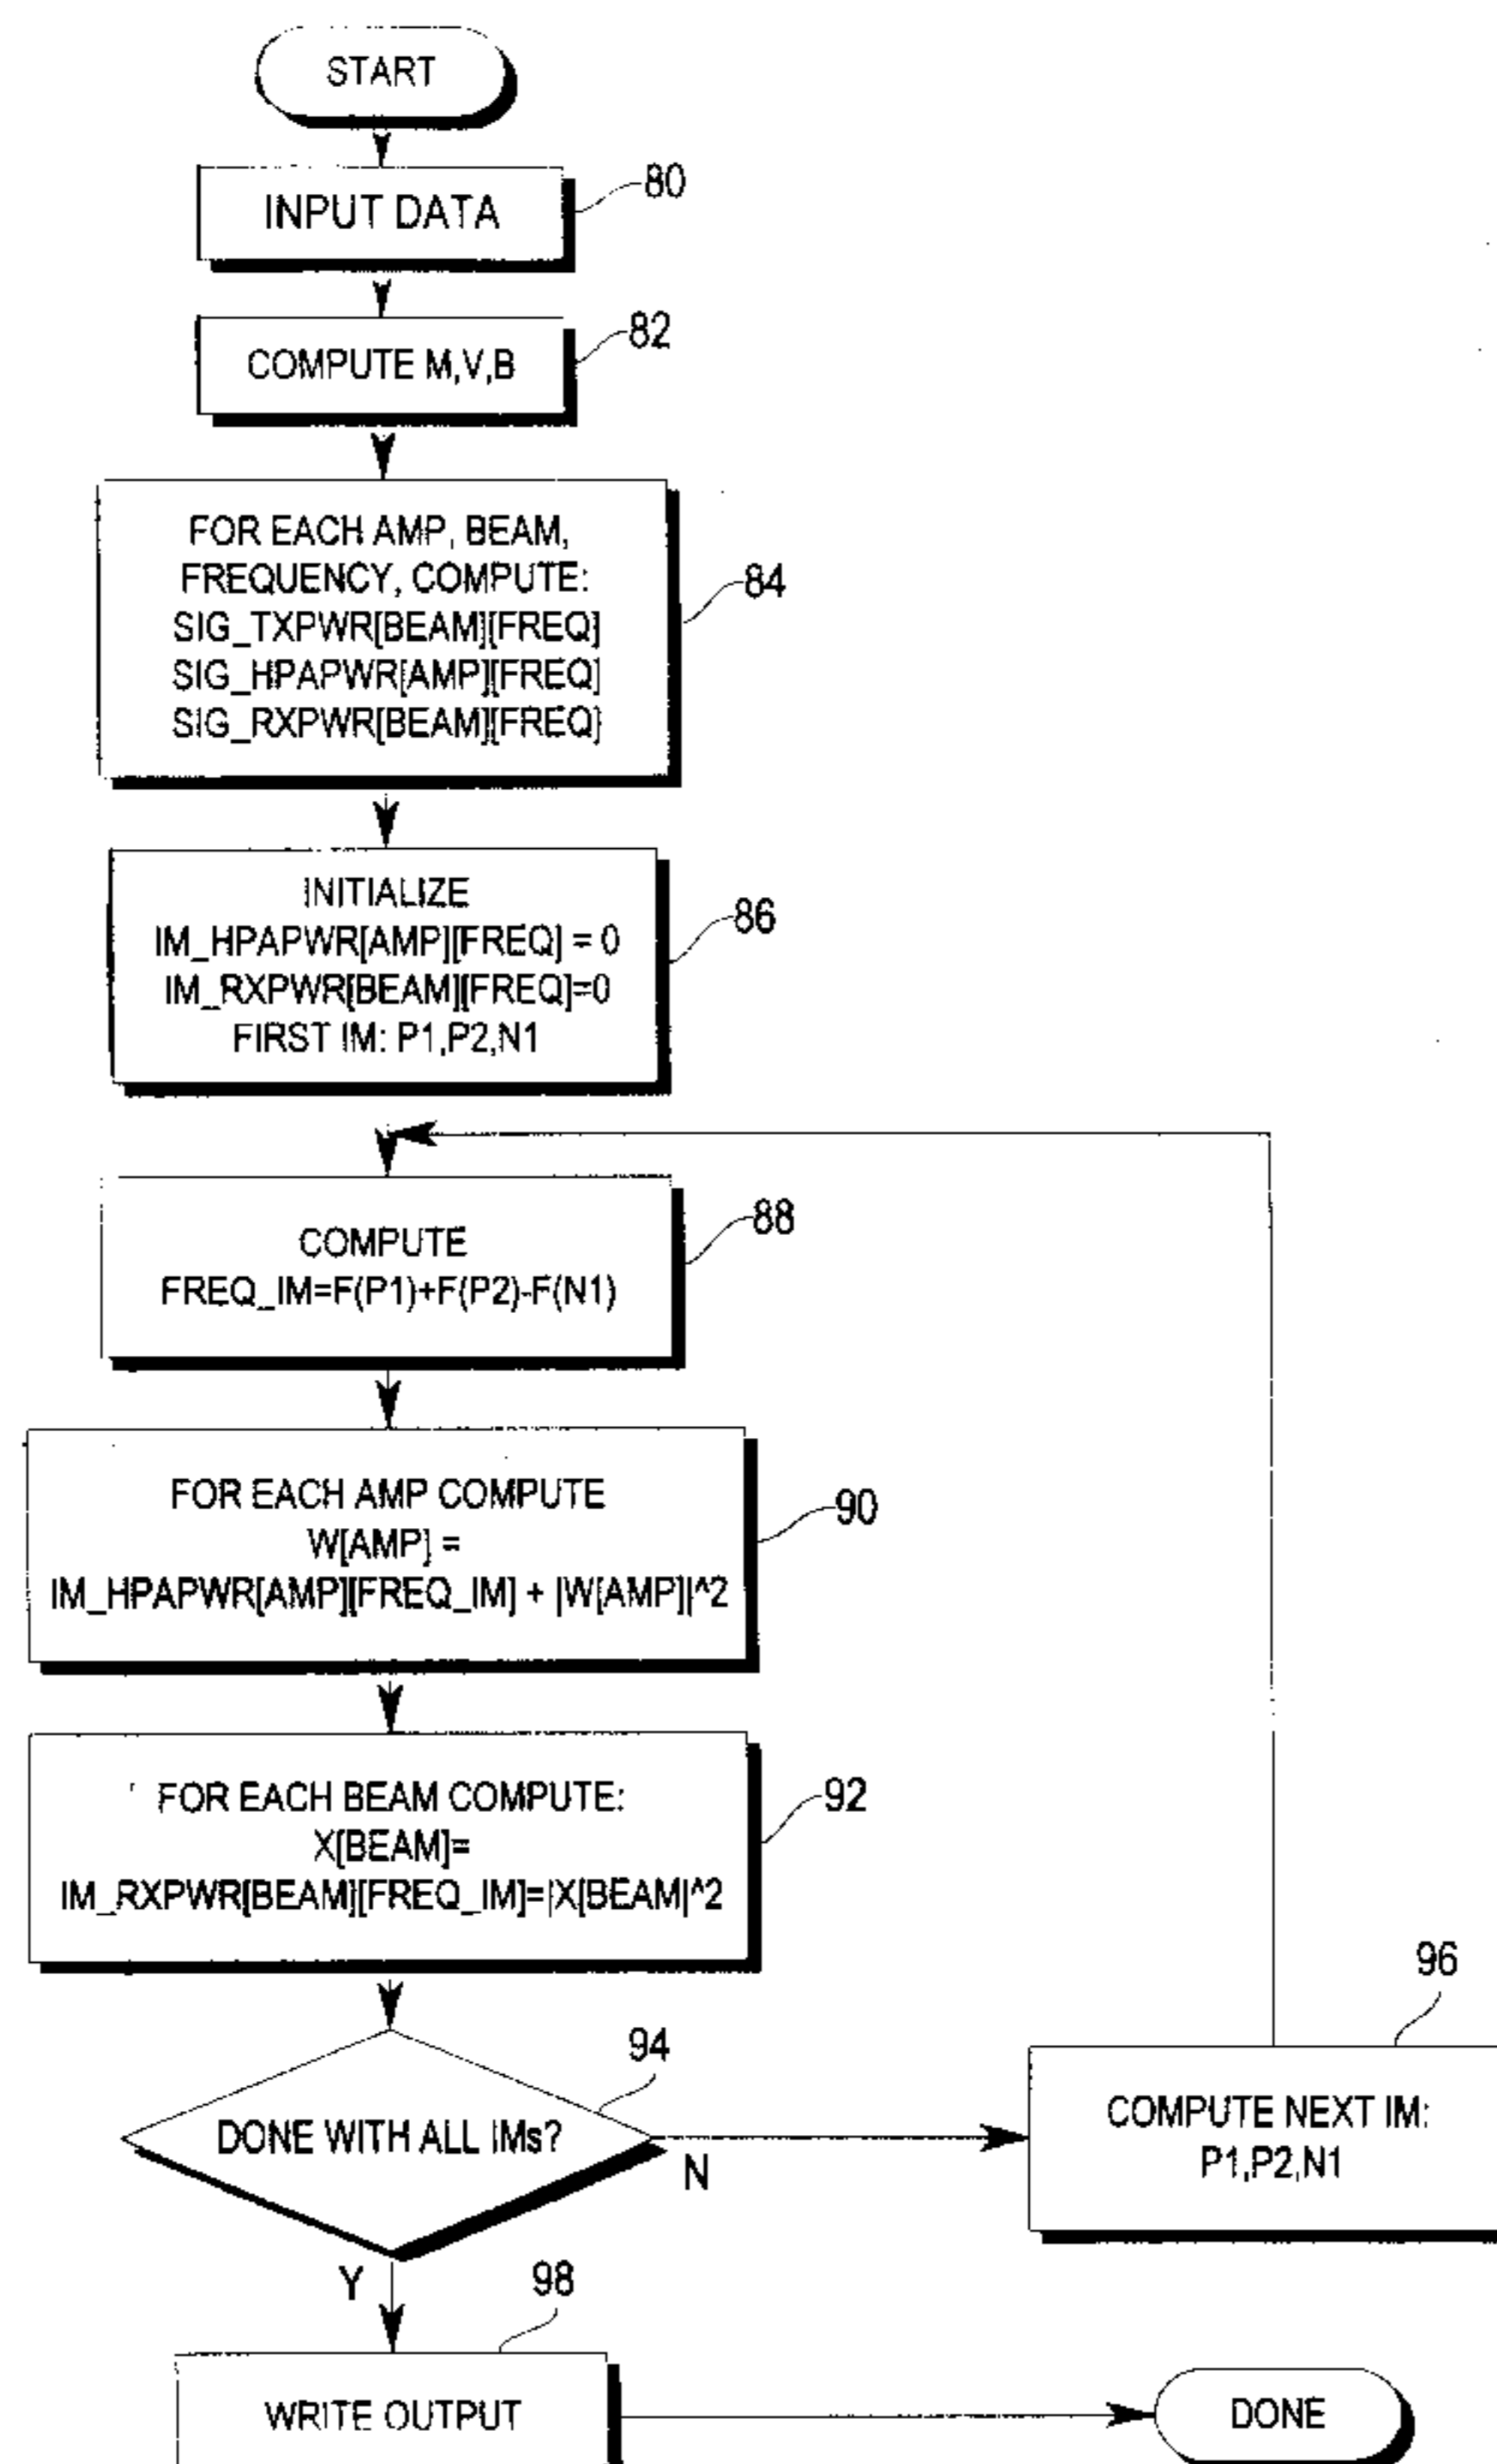 START
INPUT DATA
80
COMPUTE M,V,B
82
FOR EACH AMP, BEAM,
FREQUENCY, COMPUTE:
SIG_TXPWR[BEAM][FREQ]
SIG_HPAPWR[AMP][FREQ]
SIG_RXPWR[BEAM][FREQ]
84
INITIALIZE
IM_HPAPWR[AMP][FREQ] = 0
IM_RXPWR[BEAM][FREQ]=0
FIRST IM: P1,P2,N1
86
COMPUTE
FREQ_IM=F(P1)+F(P2)-F(N1)
88
FOR EACH AMP COMPUTE
W[AMP] =
IM_HPAPWR[AMP][FREQ_IM] + |W[AMP]|^2
90
FOR EACH BEAM COMPUTE:
X[BEAM]=
IM_RXPWR[BEAM][FREQ_IM]=|X[BEAM|^2
92
DONE WITH ALL IMs?
94
N
Y
COMPUTE NEXT IM:
P1,P2,N1
96
WRITE OUTPUT
98
DONE